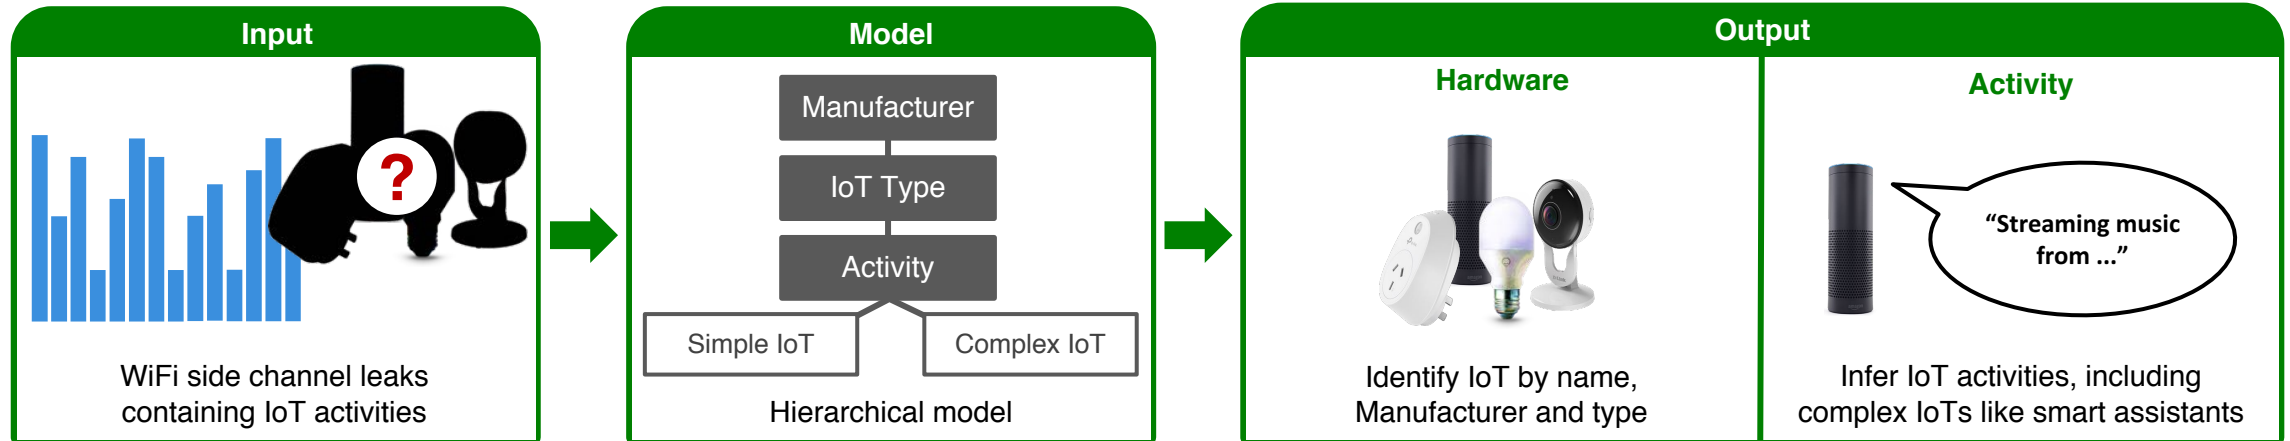 Input
?
WiFi side channel leaks
containing IoT activities
Model
Manufacturer
IoT Type
Activity
Simple IoT
Complex IoT
Hierarchical model
Output
Hardware
Identify IoT by name,
Manufacturer and type
Activity
“Streaming music
from ...”
Infer IoT activities, including
complex IoTs like smart assistants